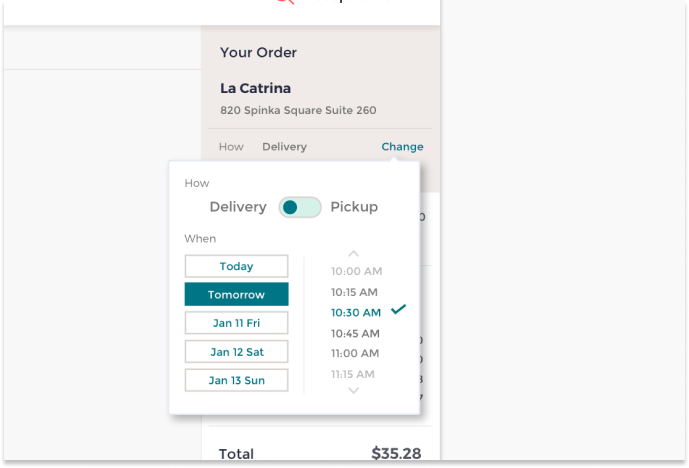 Your Order
La Catrina
820 Spinka Square Suite 260
How Delivery Change
How
Delivery Pickup
When
Today
Tomorrow
Jan 11 Fri
Jan 12 Sat
Jan 13 Sun
10:00 AM
10:15 AM
10:30 AM
10:45 AM
11:00 AM
11:15 AM
Total $35.28